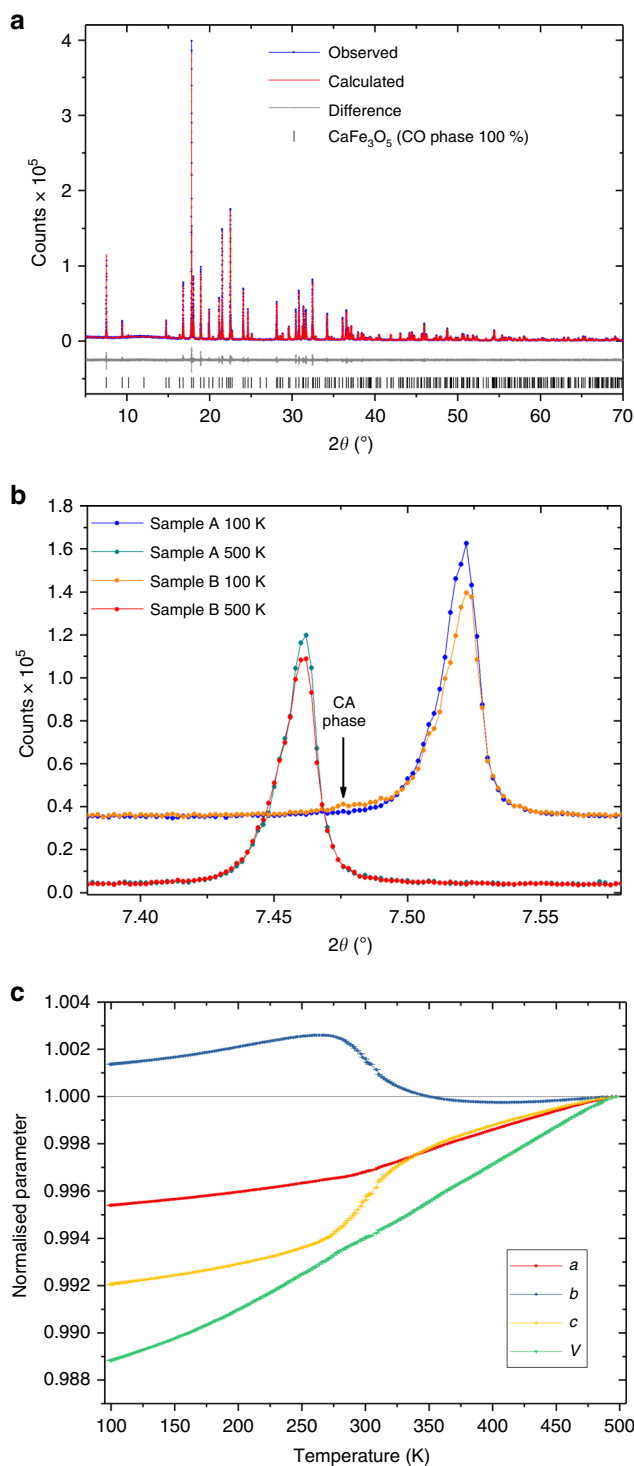 a
4
3
2
1
0
Counts × 10⁵
Observed
Calculated
Difference
CaFe₃O₅ (CO phase 100 %)
10 20 30 40 50 60 70
2θ (°)
b
1.8
1.6
1.4
1.2
1.0
0.8
0.6
0.4
0.2
0.0
Counts × 10⁵
Sample A 100 K
Sample A 500 K
Sample B 100 K
Sample B 500 K
CA
phase
7.40 7.45 7.50 7.55
2θ (°)
c
1.004
1.002
1.000
0.998
0.996
0.994
0.992
0.990
0.988
Normalised parameter
a
b
c
V
100 150 200 250 300 350 400 450 500
Temperature (K)